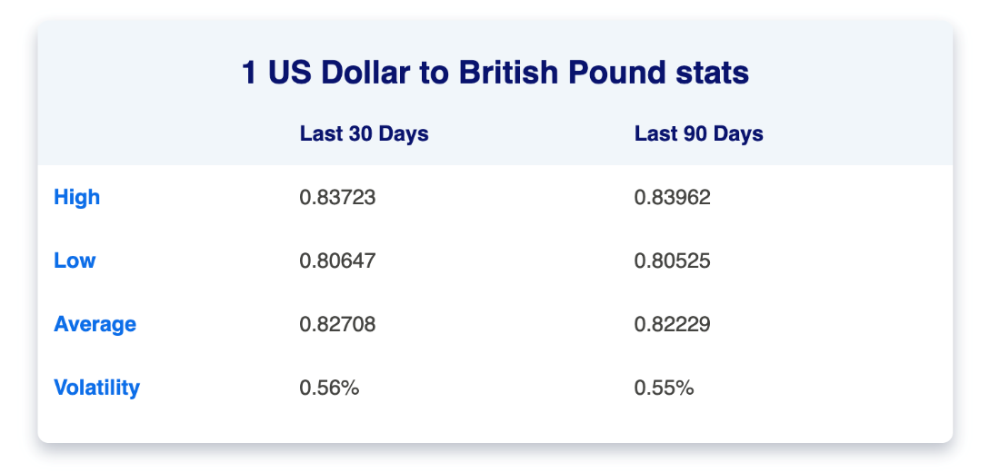 1 US Dollar to British Pound stats
Last 30 Days Last 90 Days
High 0.83723 0.83962
Low 0.80647 0.80525
Average 0.82708 0.82229
Volatility 0.56% 0.55%